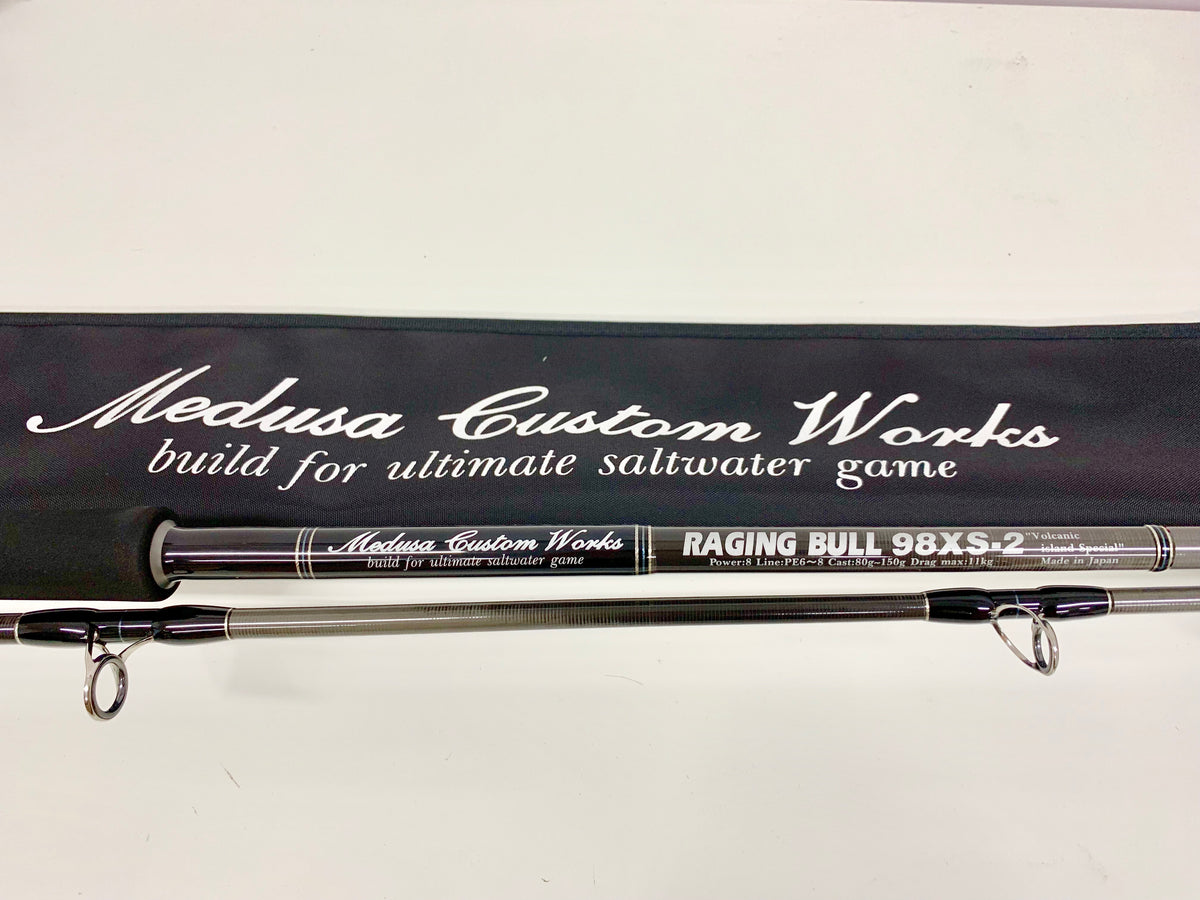 Medusa Custom Works
build for ultimate saltwater game
Medusa Custom Works
build for ultimate saltwater game
RAGING BULL 98XS-2
Power:8 Line:PE6～8 Cast:80g~150g Drag max:11kg
"Volcanic
island Special"
Made in Japan